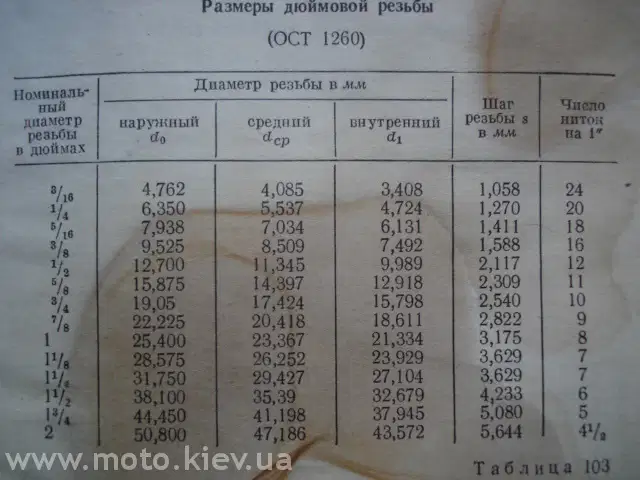 Размеры дюймовой резьбы
(ОСТ 1260)
Номиналь-
ный
диаметр
резьбы
в дюймах
Диаметр резьбы в мм
наружный
d₀
средний
dср
внутренний
d₁
Шаг
резьбы s
в мм
Число
ниток
на 1"
3/16 4,762 4,085 3,408 1,058 24
1/4 6,350 5,537 4,724 1,270 20
5/16 7,938 7,034 6,131 1,411 18
3/8 9,525 8,509 7,492 1,588 16
1/2 12,700 11,345 9,989 2,117 12
5/8 15,875 14,397 12,918 2,309 11
3/4 19,05 17,424 15,798 2,540 10
7/8 22,225 20,418 18,611 2,822 9
1 25,400 23,367 21,334 3,175 8
1 1/8 28,575 26,252 23,929 3,629 7
1 1/4 31,750 29,427 27,104 3,629 7
1 1/2 38,100 35,39 32,679 4,233 6
1 3/4 44,450 41,198 37,945 5,080 5
2 50,800 47,186 43,572 5,644 4 1/2
www.moto.kiev.ua
Таблица 103